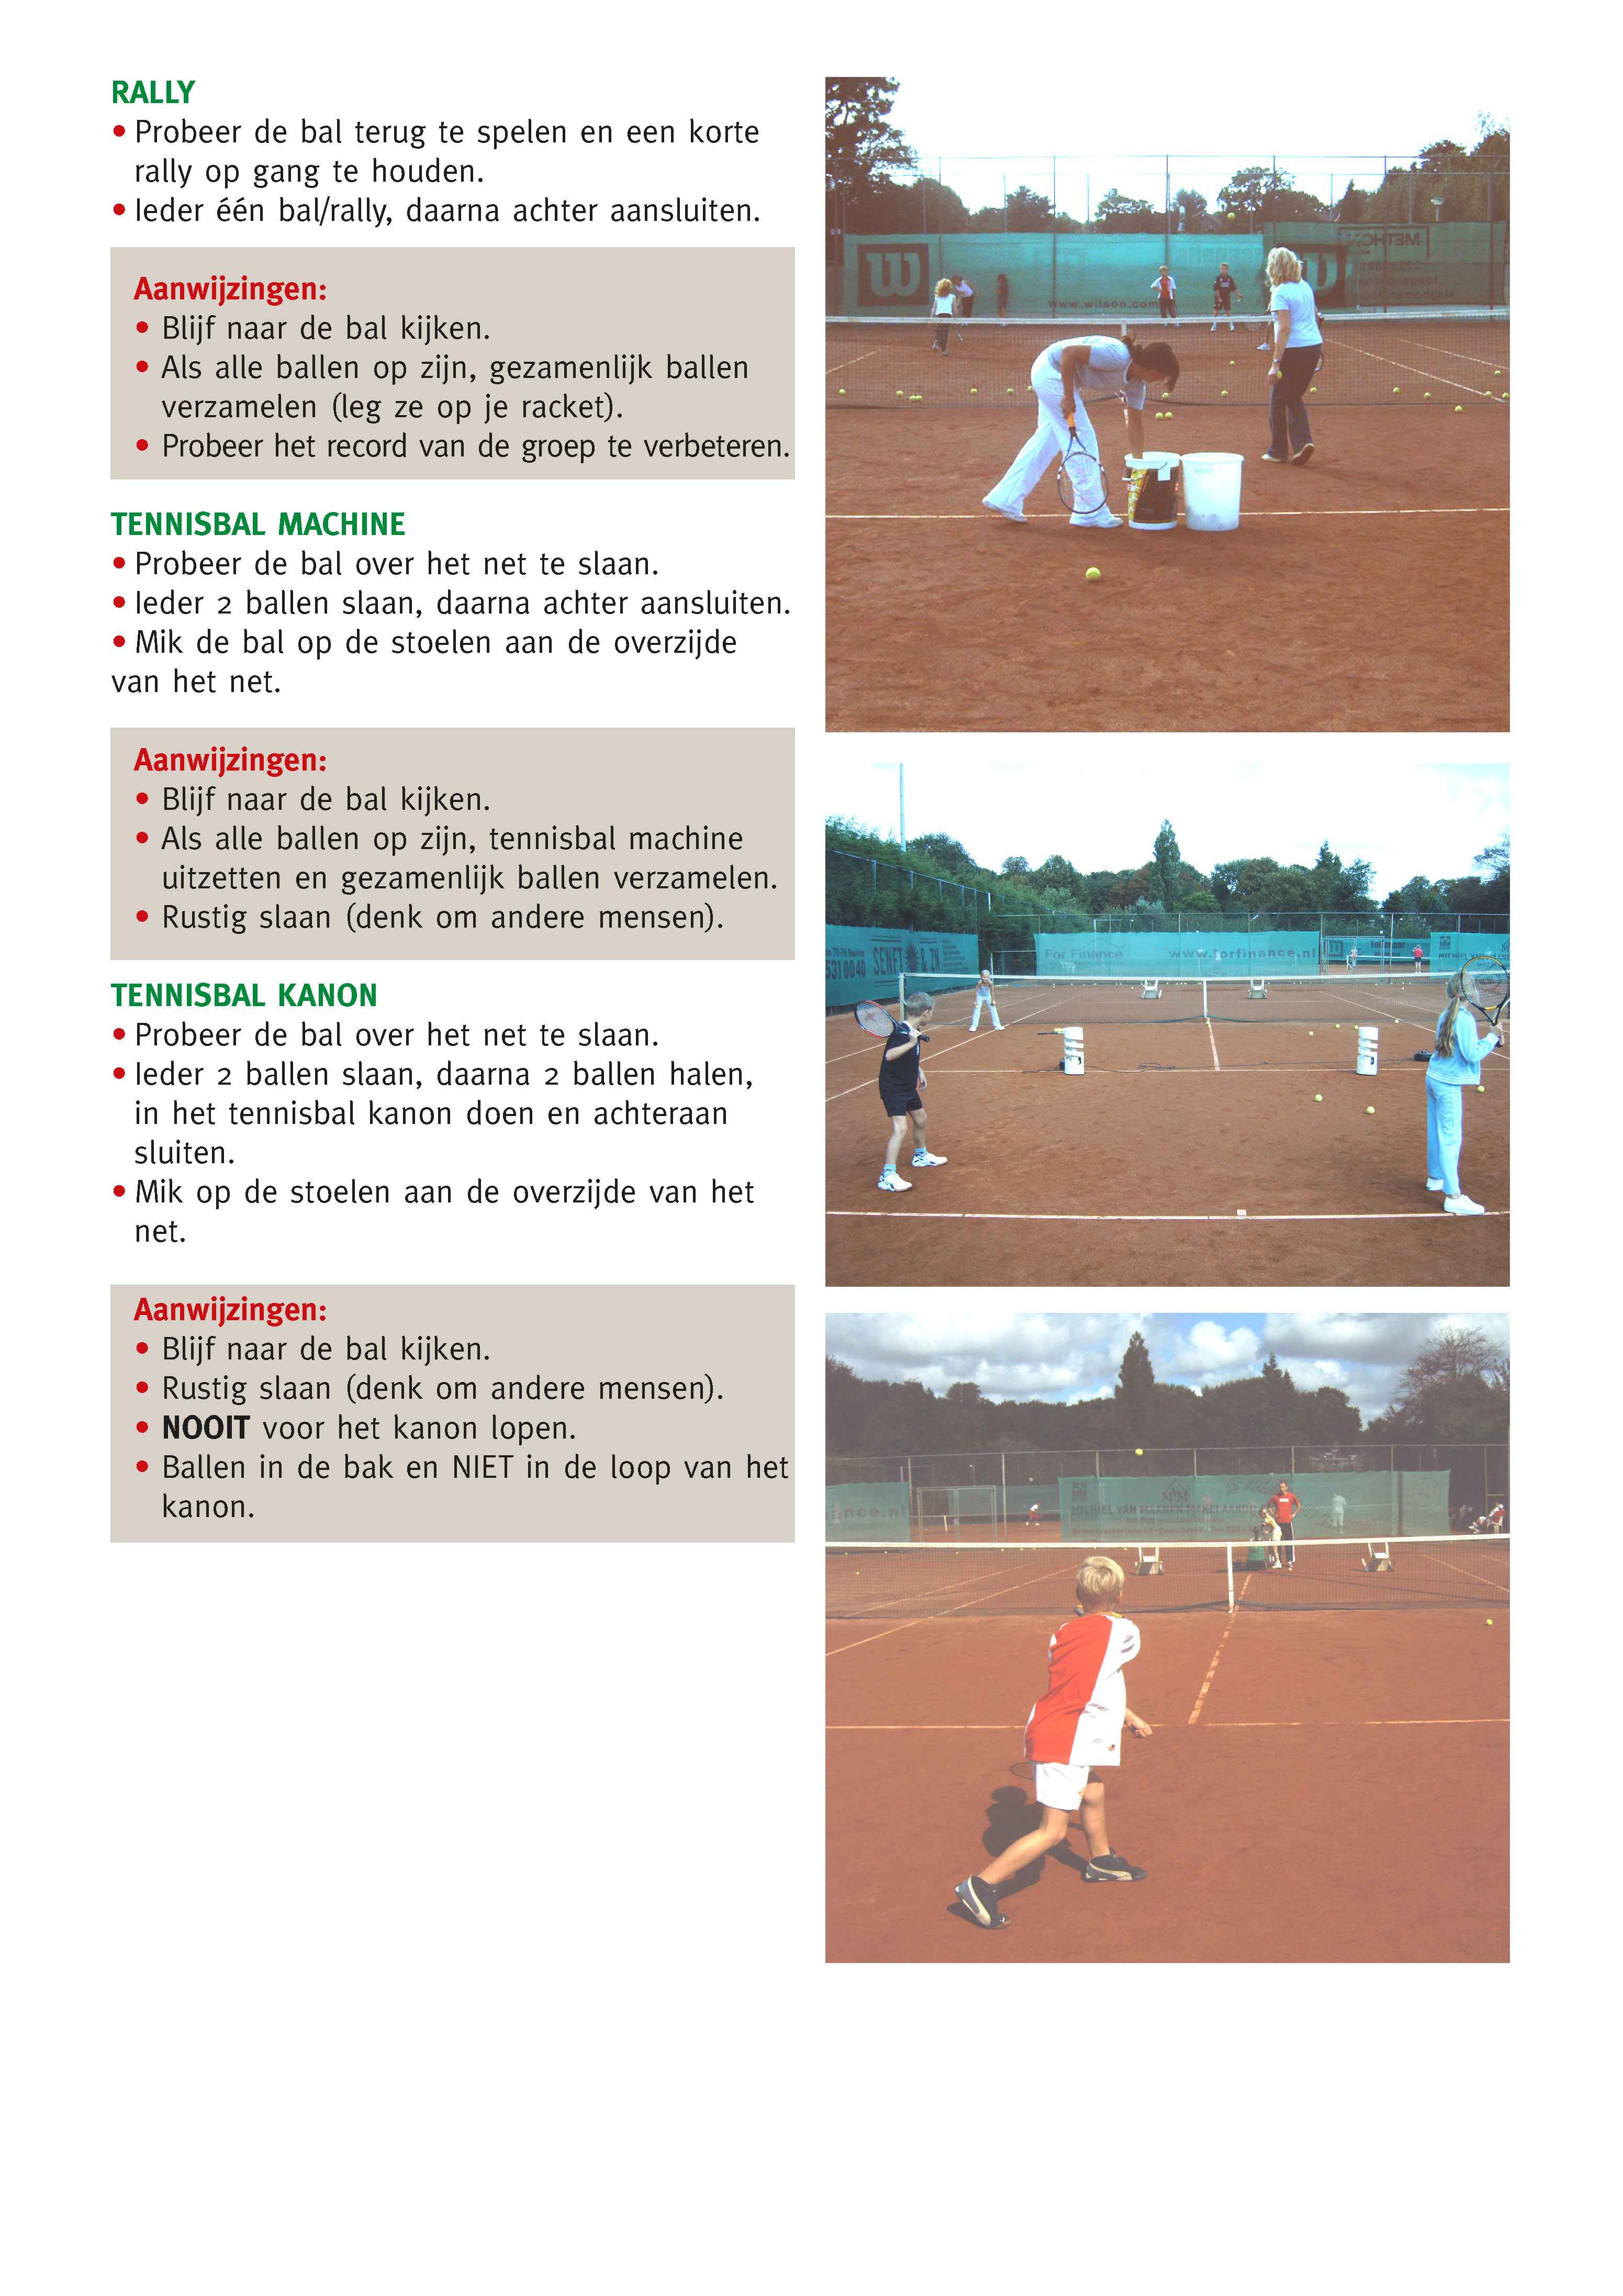 RALLY
• Probeer de bal terug te spelen en een korte
rally op gang te houden.
• Ieder één bal/rally, daarna achter aansluiten.
Aanwijzingen:
• Blijf naar de bal kijken.
• Als alle ballen op zijn, gezamenlijk ballen
verzamelen (leg ze op je racket).
• Probeer het record van de groep te verbeteren.
TENNISBAL MACHINE
• Probeer de bal over het net te slaan.
• Ieder 2 ballen slaan, daarna achter aansluiten.
• Mik de bal op de stoelen aan de overzijde
van het net.
Aanwijzingen:
• Blijf naar de bal kijken.
• Als alle ballen op zijn, tennisbal machine
uitzetten en gezamenlijk ballen verzamelen.
• Rustig slaan (denk om andere mensen).
TENNISBAL KANON
• Probeer de bal over het net te slaan.
• Ieder 2 ballen slaan, daarna 2 ballen halen,
in het tennisbal kanon doen en achteraan
sluiten.
• Mik op de stoelen aan de overzijde van het
net.
Aanwijzingen:
• Blijf naar de bal kijken.
• Rustig slaan (denk om andere mensen).
• NOOIT voor het kanon lopen.
• Ballen in de bak en NIET in de loop van het
kanon.
W
METHO
www.wilson.com
SENFT & ZN
5310040
For Finance www.forfinance.nl
forfinance
MICHIEL VAN MAANEN
finance.nl
MICHIEL VAN MAANEN MAKELAARDIJ